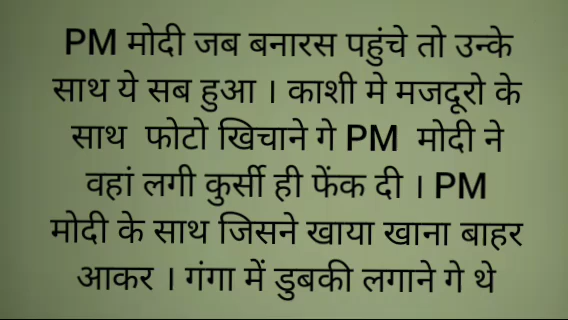 PM मोदी जब बनारस पहुंचे तो उन्के
साथ ये सब हुआ । काशी मे मजदूरो के
साथ फोटो खिचाने गे PM मोदी ने
वहां लगी कुर्सी ही फेंक दी । PM
मोदी के साथ जिसने खाया खाना बाहर
आकर । गंगा में डुबकी लगाने गे थे